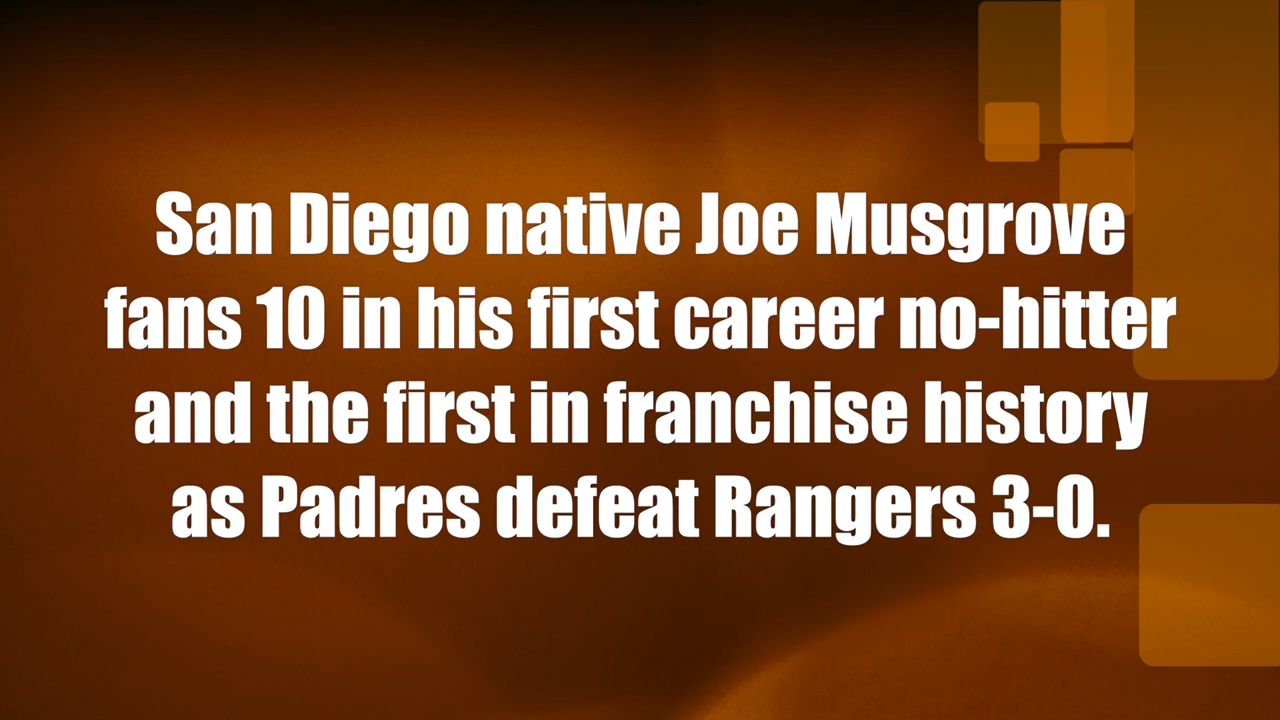 San Diego native Joe Musgrove
fans 10 in his first career no-hitter
and the first in franchise history
as Padres defeat Rangers 3-0.